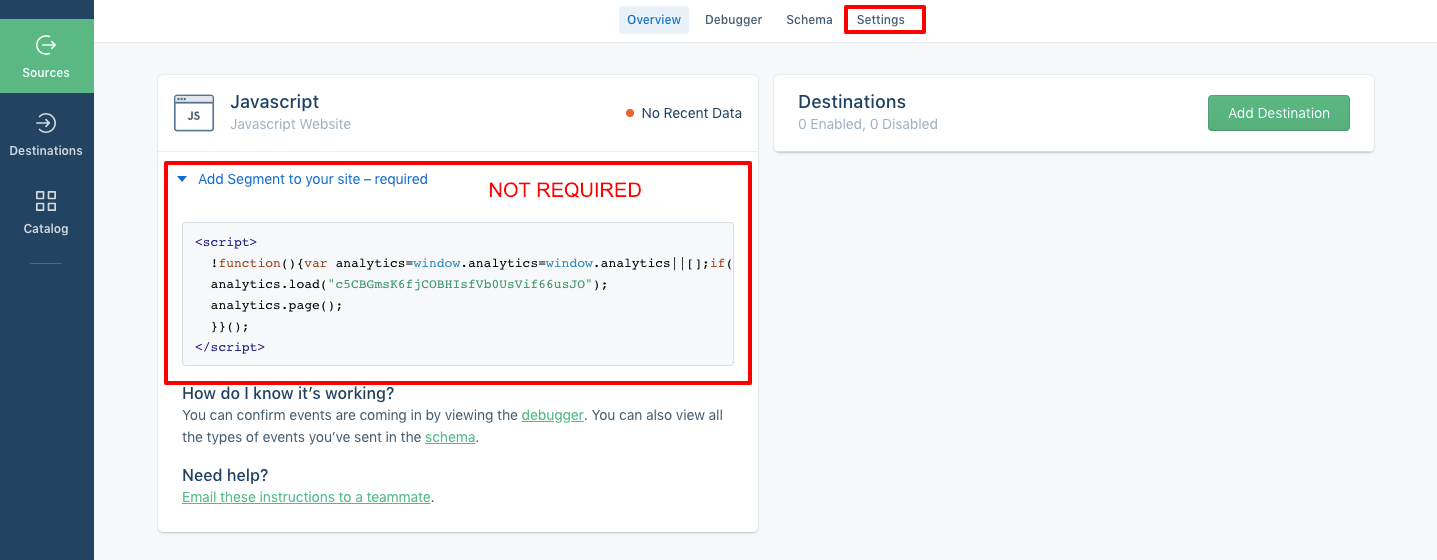 Overview Debugger Schema Settings
Sources
Destinations
Catalog
JS
Javascript
Javascript Website
No Recent Data
Add Segment to your site – required
NOT REQUIRED
<script>
!function(){var analytics=window.analytics=window.analytics||[];if(
analytics.load("c5CBGmsK6fjCOBHIsfVb0UsVif66usJO");
analytics.page();
}}();
</script>
How do I know it’s working?
You can confirm events are coming in by viewing the debugger. You can also view all
the types of events you’ve sent in the schema.
Need help?
Email these instructions to a teammate.
Destinations
0 Enabled, 0 Disabled
Add Destination